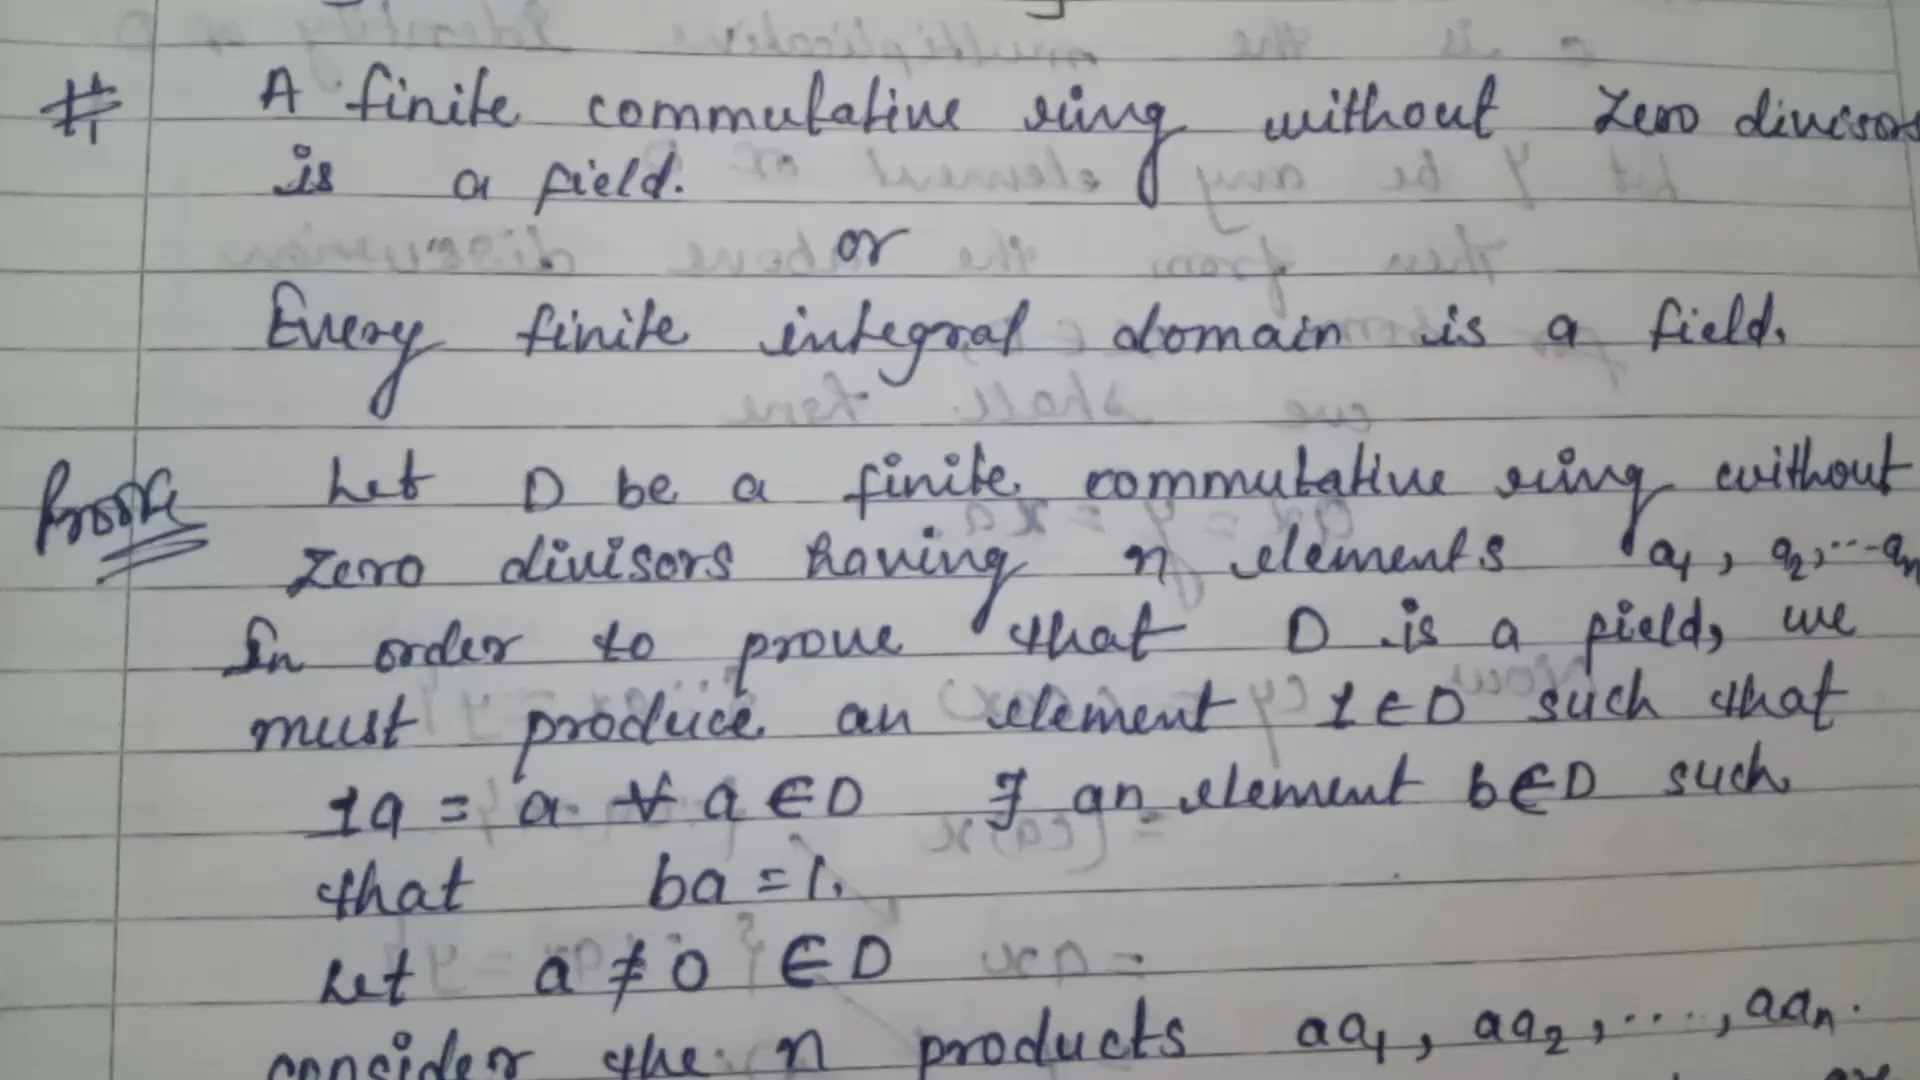 # A finite commutative ring without zero divisors
is a field.
or
Every finite integral domain is a field.
Proof Let D be a finite commutative ring without
zero divisors having n elements a₁, a₂, ... aₙ
In order to prove that D is a field, we
must produce an element 1 ∈ D such that
1a = a ∀ a ∈ D ∃ an element b ∈ D such
that ba = 1.
Let a ≠ 0 ∈ D
consider the n products aa₁, aa₂, ...., aaₙ.